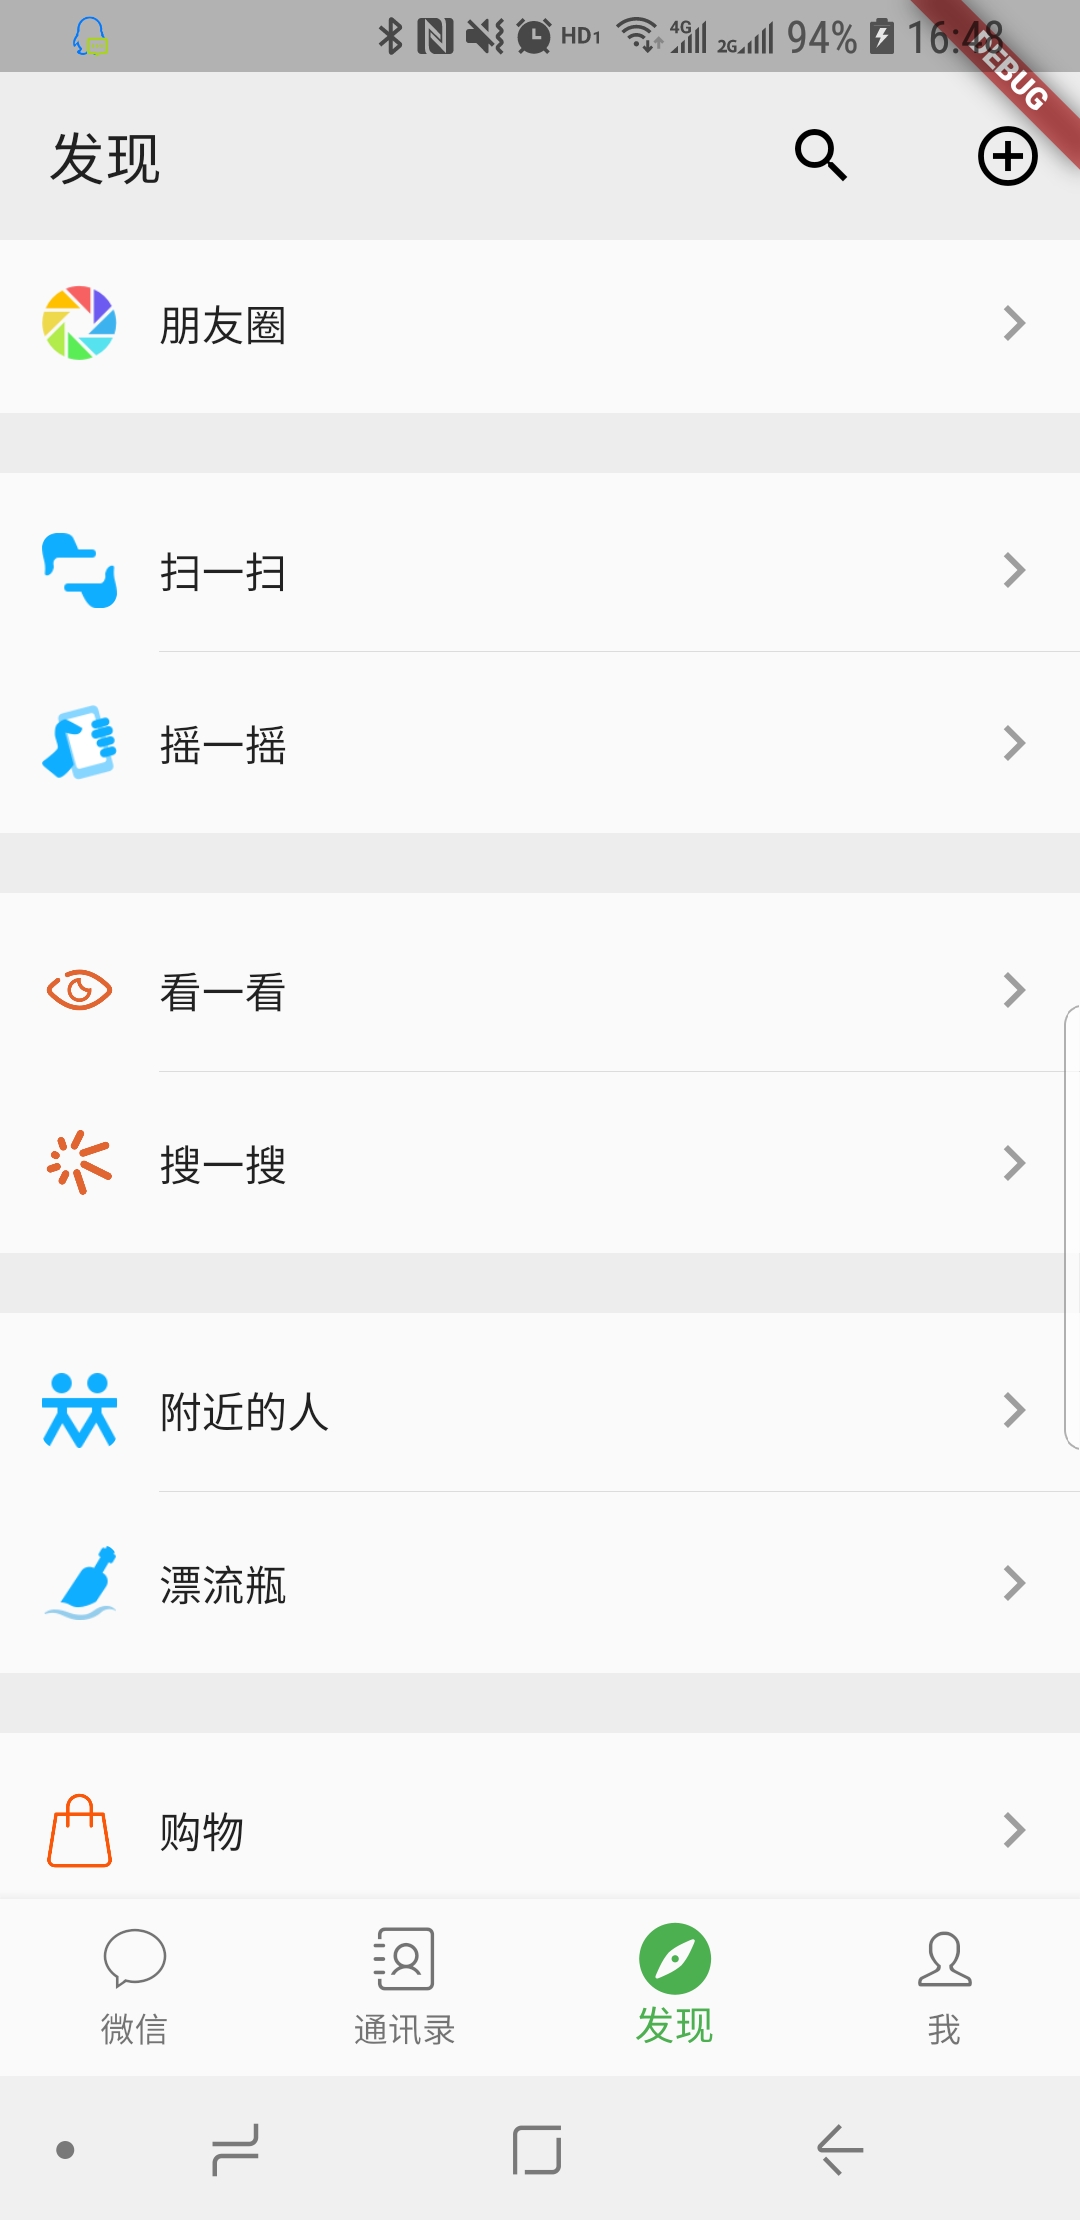 HD1
4G
2G
94%
16:48
DEBUG
发现
朋友圈
扫一扫
摇一摇
看一看
搜一搜
附近的人
漂流瓶
购物
微信
通讯录
发现
我